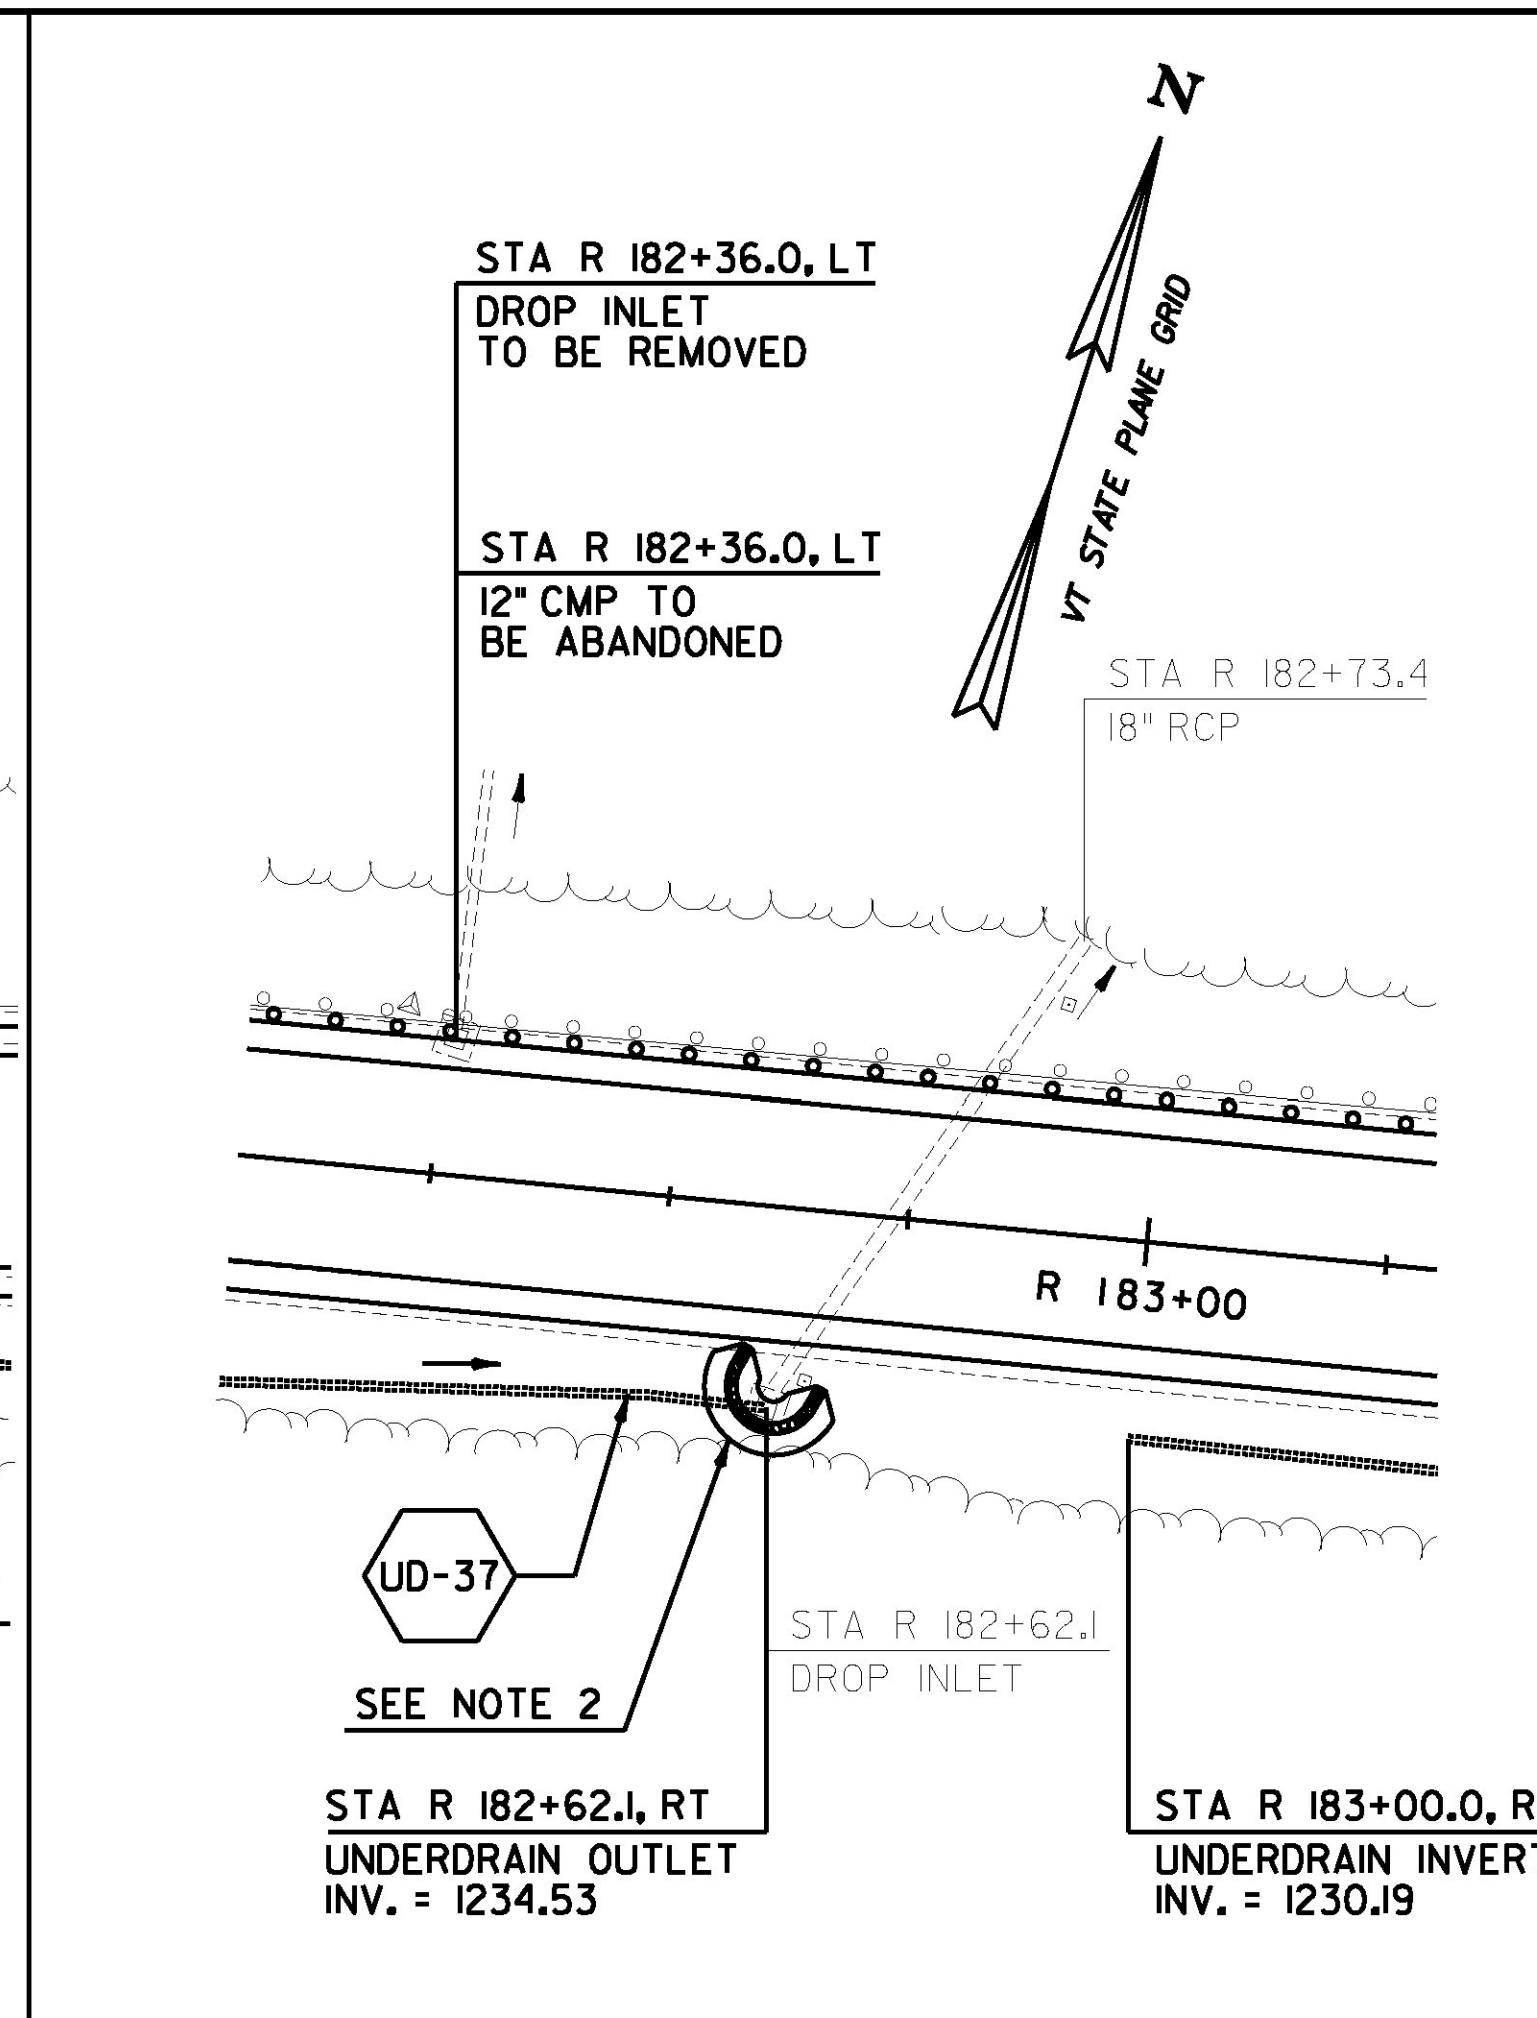 N
VT STATE PLANE GRID
STA R 182+36.0, LT
DROP INLET
TO BE REMOVED
STA R 182+36.0, LT
12" CMP TO
BE ABANDONED
STA R 182+73.4
18" RCP
R 183+00
UD-37
SEE NOTE 2
STA R 182+62.1
DROP INLET
STA R 182+62.1, RT
UNDERDRAIN OUTLET
INV. = 1234.53
STA R 183+00.0, R
UNDERDRAIN INVERT
INV. = 1230.19